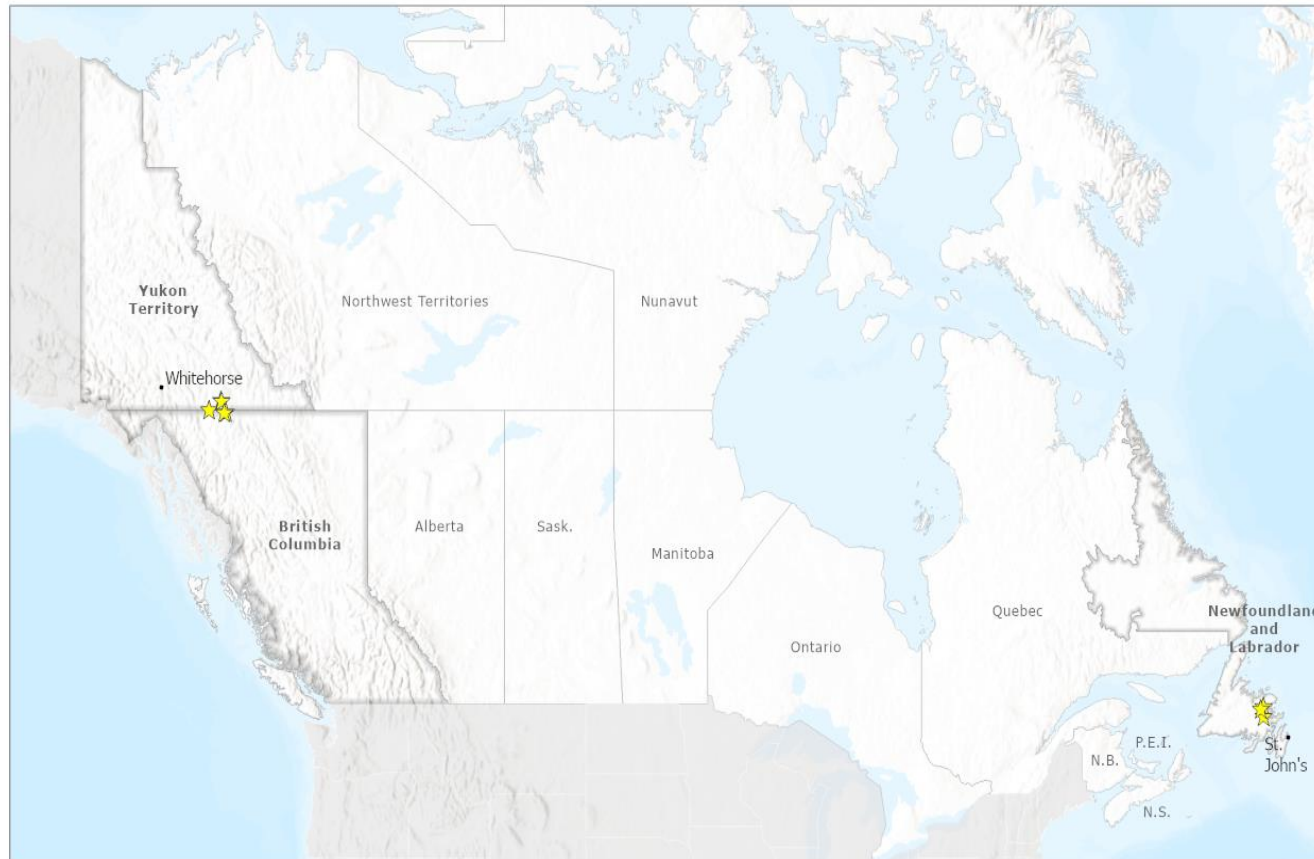 Yukon
Territory
Northwest Territories
Nunavut
Whitehorse
British
Columbia
Alberta
Sask.
Manitoba
Ontario
Quebec
Newfoundland
and
Labrador
St.
John's
P.E.I.
N.B.
N.S.